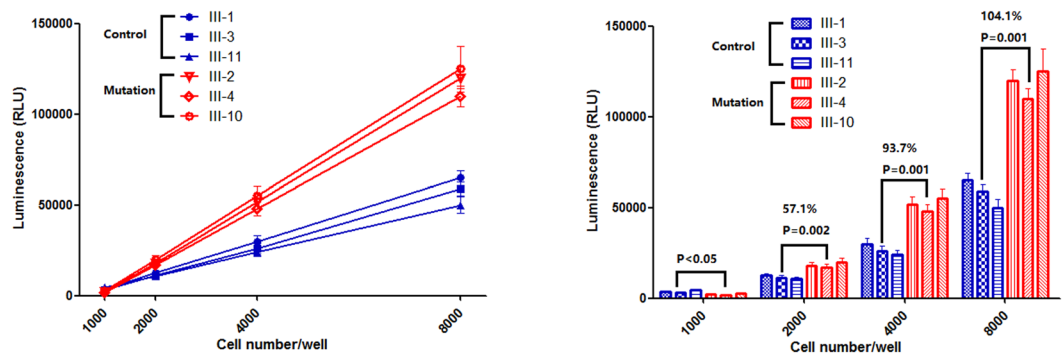 150000
100000
50000
0
Luminescence (RLU)
1000
2000
4000
8000
Cell number/well
Control
Mutation
III-1
III-3
III-11
III-2
III-4
III-10
150000
100000
50000
0
Luminescence (RLU)
1000
2000
4000
8000
Cell number/well
Control
Mutation
III-1
III-3
III-11
III-2
III-4
III-10
P<0.05
57.1%
P=0.002
93.7%
P=0.001
104.1%
P=0.001